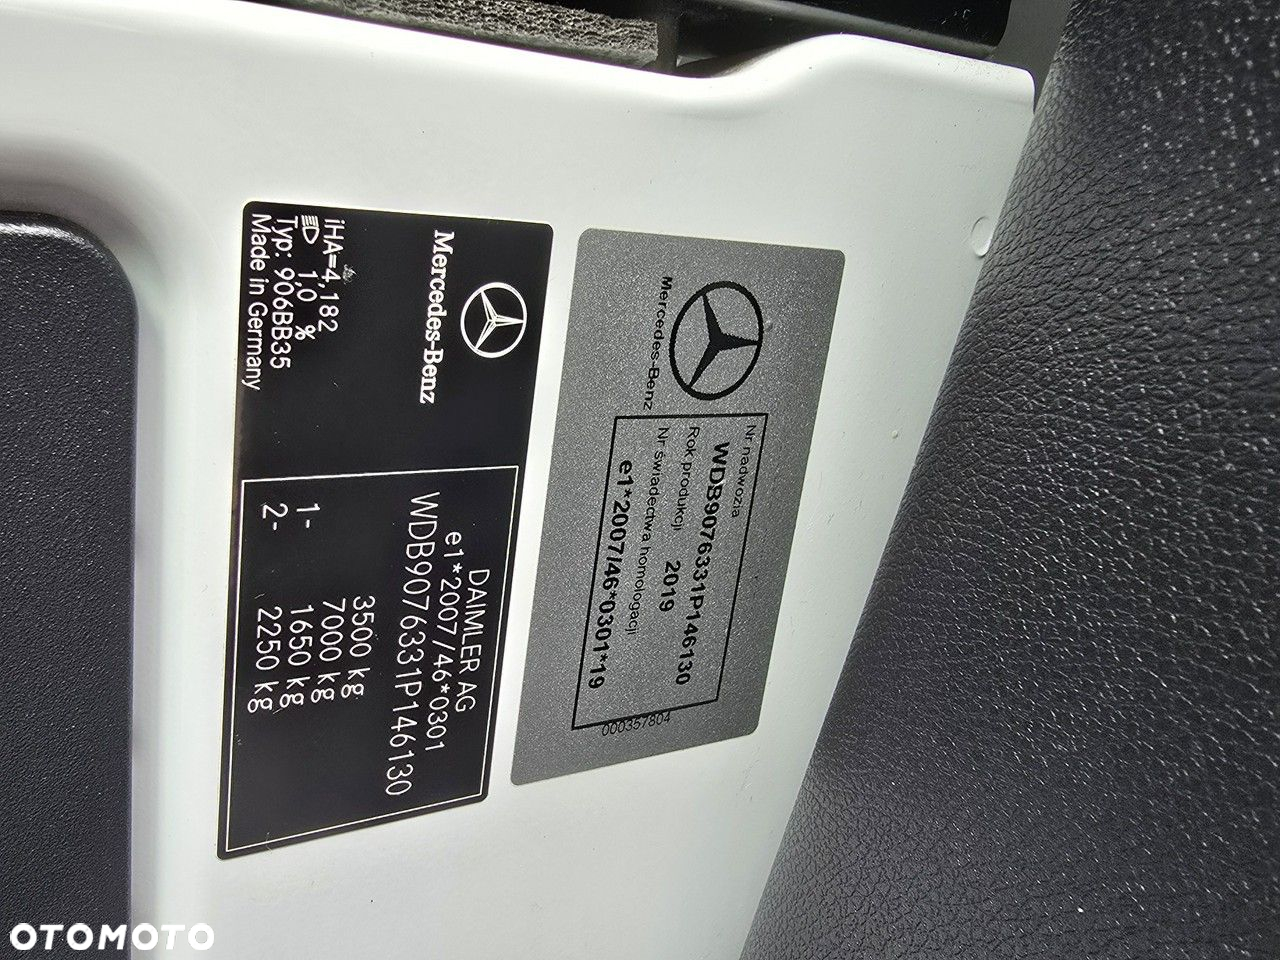 Mercedes-Benz
Nr nadwozia
WDB9076331P146130
Rok produkcji 2019
Nr świadectwa homologacji
e1*2007/46*0301*19
000357804
Mercedes-Benz
iHA=4,182
1,0 %
Typ: 906BB35
Made in Germany
DAIMLER AG
e1*2007/46*0301
WDB9076331P146130
3500 kg
7000 kg
1- 1650 kg
2- 2250 kg
OTOMOTO